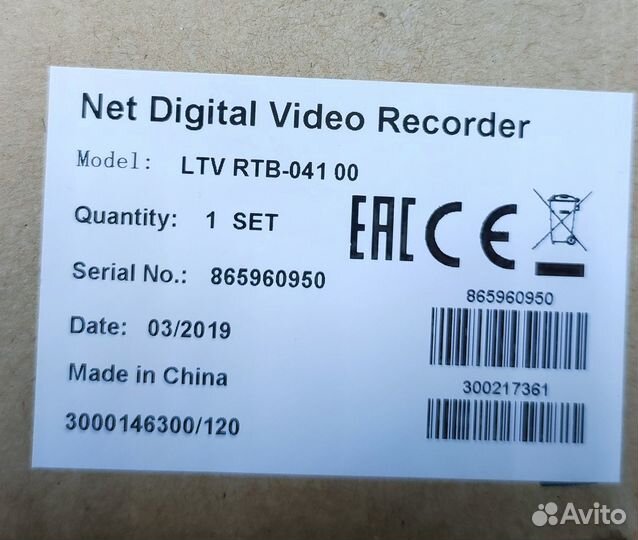 Net Digital Video Recorder
Model: LTV RTB-041 00
Quantity: 1 SET
EAC CE
Serial No.: 865960950
865960950
Date: 03/2019
Made in China
300217361
3000146300/120
Avito